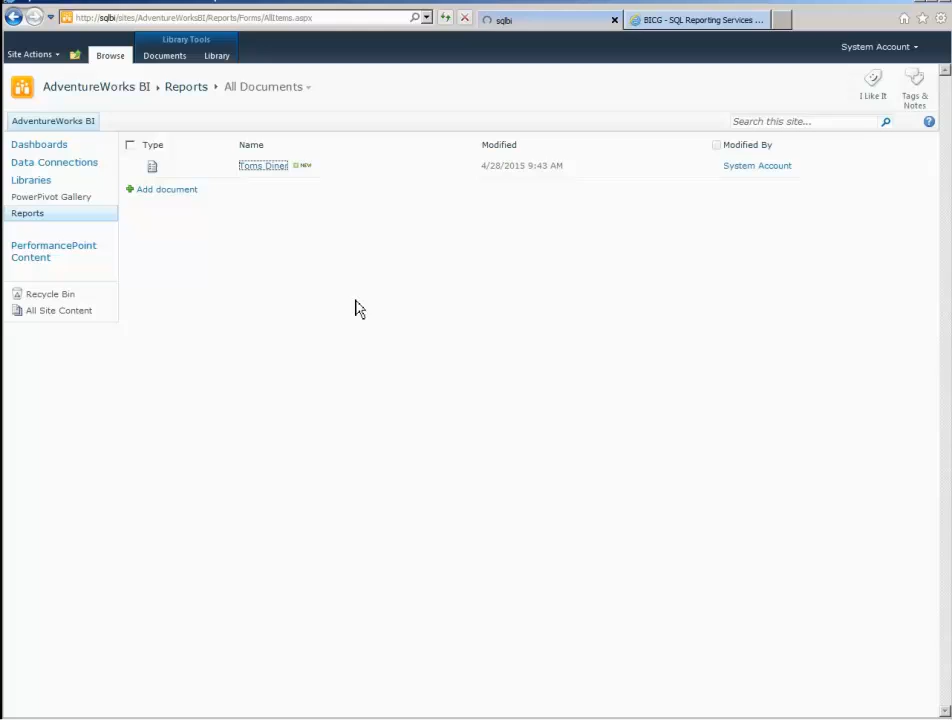 http://sqlbi/sites/AdventureWorksBI/Reports/Forms/AllItems.aspx
sqlbi
BICG - SQL Reporting Services ...
Library Tools
Site Actions
Browse
Documents
Library
System Account
AdventureWorks BI
Reports
All Documents
I Like It
Tags &
Notes
AdventureWorks BI
Search this site...
Dashboards
Data Connections
Libraries
PowerPivot Gallery
Reports
PerformancePoint
Content
Recycle Bin
All Site Content
Type
Name
Modified
Modified By
Toms Diner
NEW
4/28/2015 9:43 AM
System Account
Add document